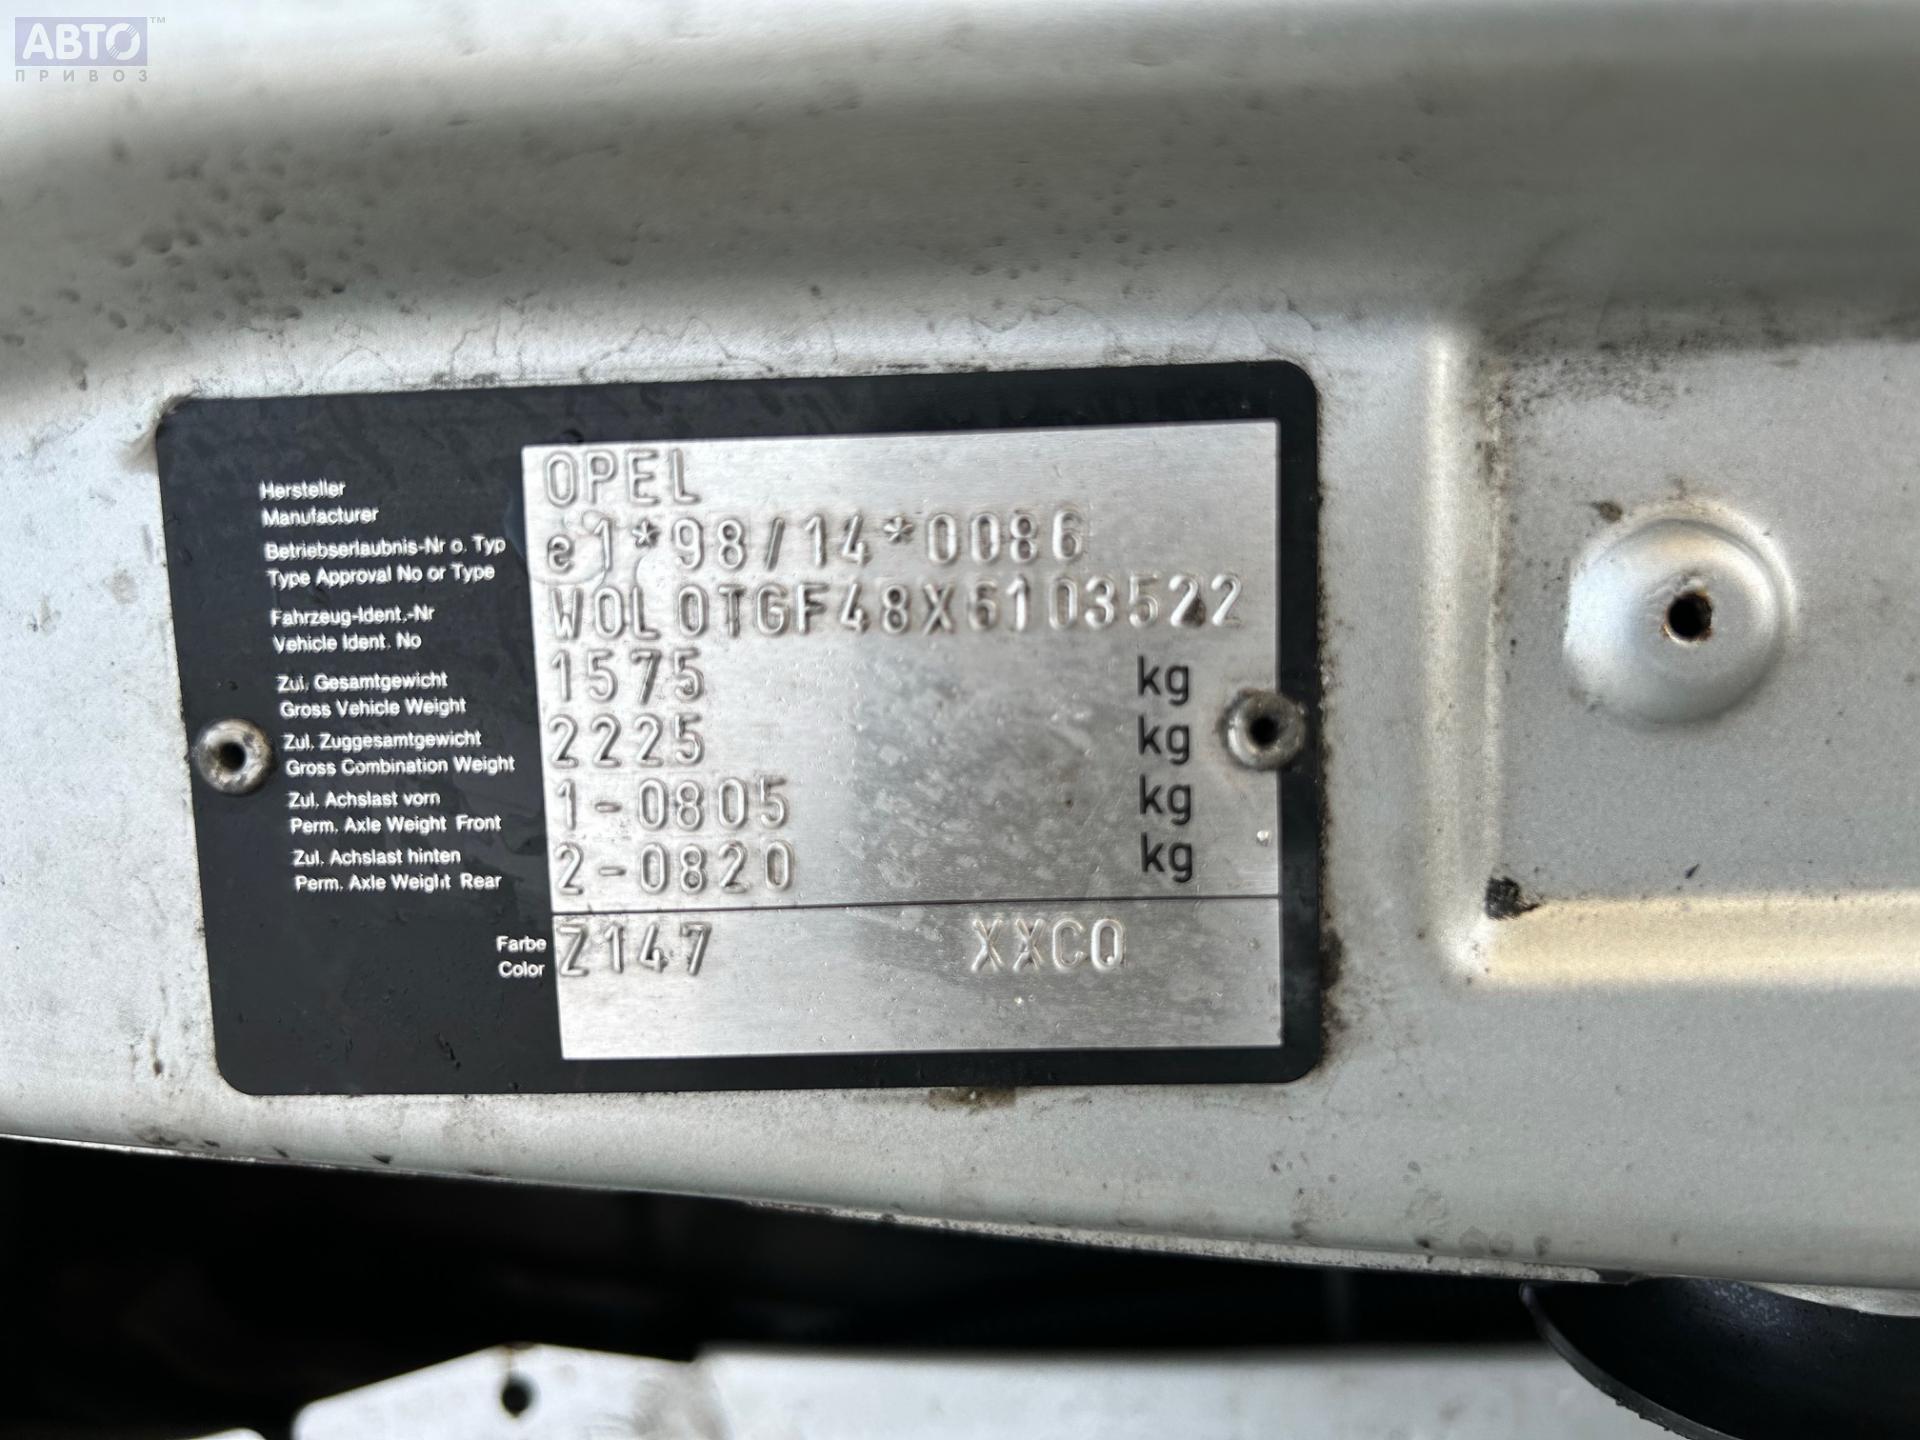 АВТО™
ПРИВОЗ
Hersteller
Manufacturer
OPEL
Betriebserlaubnis-Nr o. Typ
Type Approval No or Type
e1*98/14*0086
Fahrzeug-Ident.-Nr
Vehicle Ident. No
W0L0TGF48X6103522
Zul. Gesamtgewicht
Gross Vehicle Weight
1575 kg
Zul. Zuggesamtgewicht
Gross Combination Weight
2225 kg
Zul. Achslast vorn
Perm. Axle Weight Front
1-0805 kg
Zul. Achslast hinten
Perm. Axle Weight Rear
2-0820 kg
Farbe
Color
Z147 XXCQ